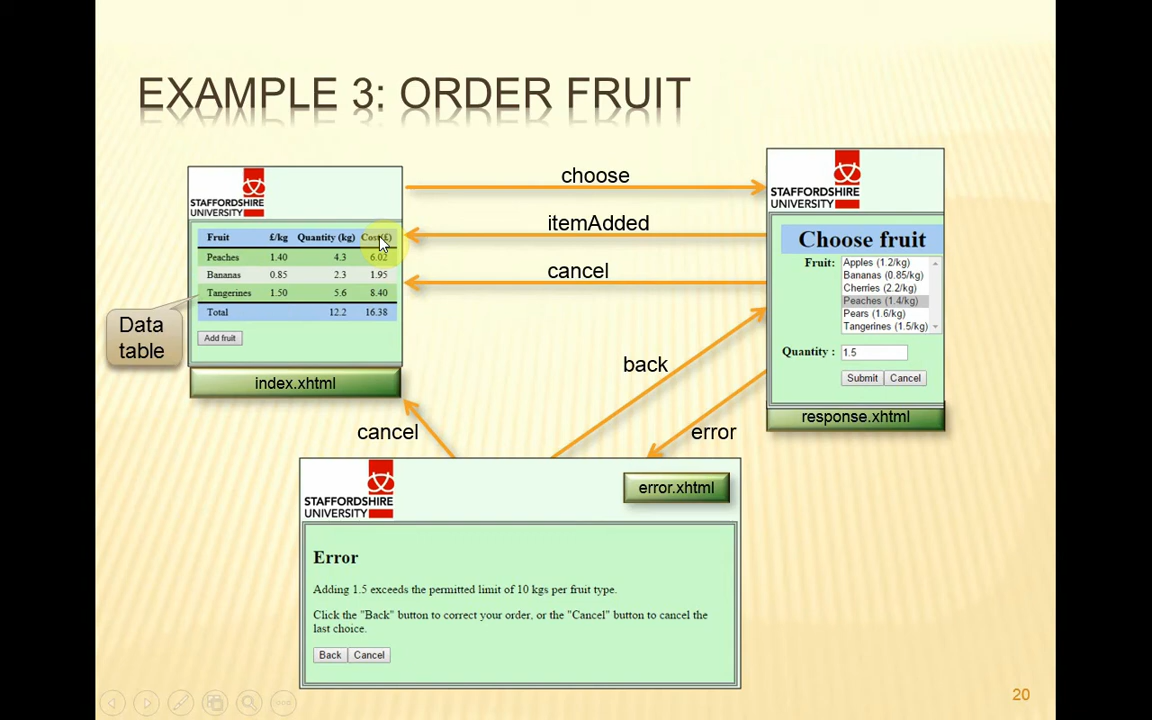 EXAMPLE 3: ORDER FRUIT
STAFFORDSHIRE
UNIVERSITY
Fruit £/kg Quantity (kg) Cost(£)
Peaches 1.40 4.3 6.02
Bananas 0.85 2.3 1.95
Tangerines 1.50 5.6 8.40
Total 12.2 16.38
Add fruit
index.xhtml
Data
table
choose
itemAdded
cancel
back
error
cancel
STAFFORDSHIRE
UNIVERSITY
Choose fruit
Fruit:
Apples (1.2/kg)
Bananas (0.85/kg)
Cherries (2.2/kg)
Peaches (1.4/kg)
Pears (1.6/kg)
Tangerines (1.5/kg)
Quantity : 1.5
Submit Cancel
response.xhtml
STAFFORDSHIRE
UNIVERSITY
error.xhtml
Error
Adding 1.5 exceeds the permitted limit of 10 kgs per fruit type.
Click the "Back" button to correct your order, or the "Cancel" button to cancel the
last choice.
Back Cancel
20